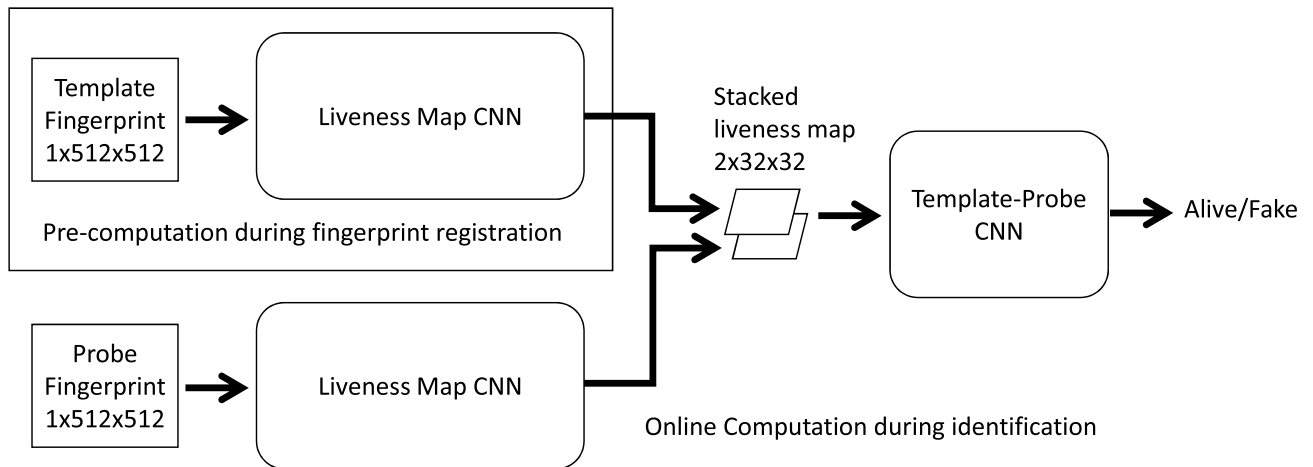 Template
Fingerprint
1x512x512
Liveness Map CNN
Pre-computation during fingerprint registration
Probe
Fingerprint
1x512x512
Liveness Map CNN
Stacked
liveness map
2x32x32
Template-Probe
CNN
Alive/Fake
Online Computation during identification